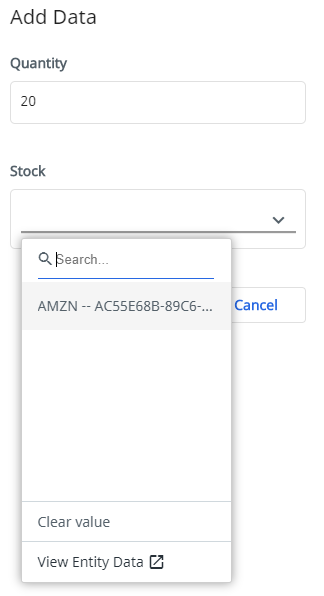 Add Data
Quantity
20
Stock
Search...
AMZN -- AC55E68B-89C6-...
Cancel
Clear value
View Entity Data